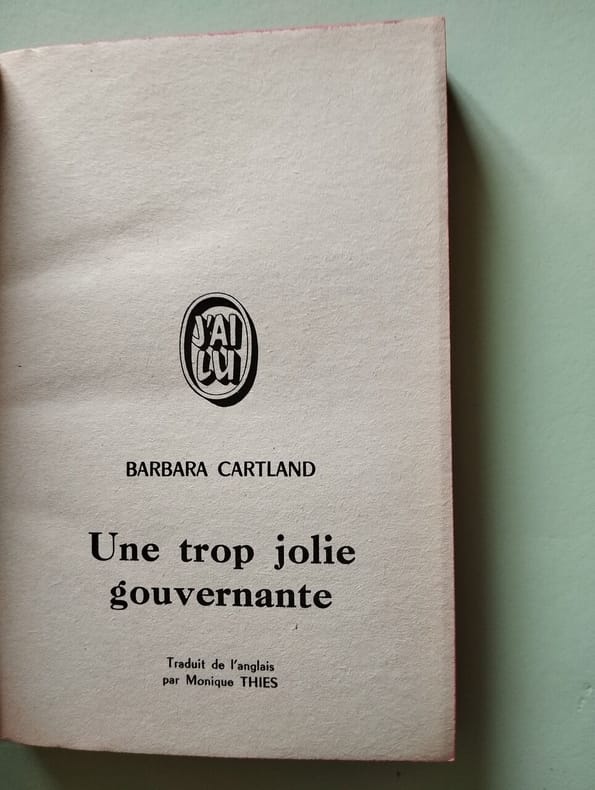 J'AI
LU
BARBARA CARTLAND
Une trop jolie
gouvernante
Traduit de l'anglais
par Monique THIES